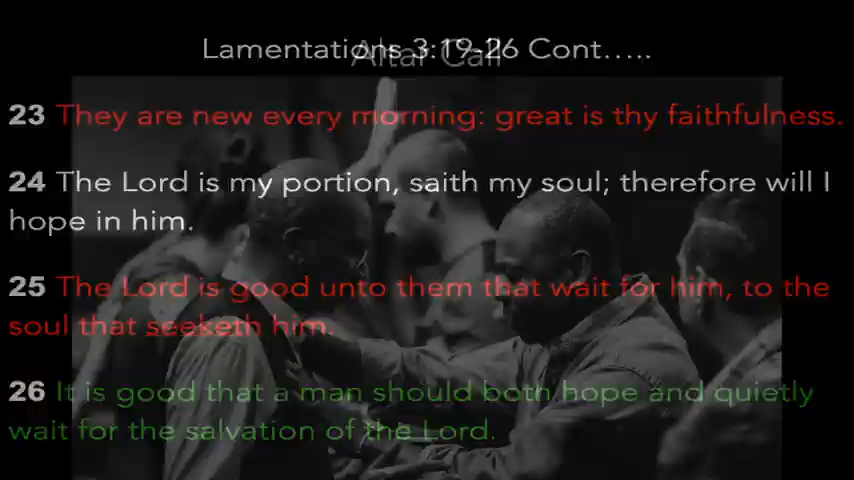 Lamentations 3:19-26 Cont.....
Altar Call
23 They are new every morning: great is thy faithfulness.
24 The Lord is my portion, saith my soul; therefore will I
hope in him.
25 The Lord is good unto them that wait for him, to the
soul that seeketh him.
26 It is good that a man should both hope and quietly
wait for the salvation of the Lord.